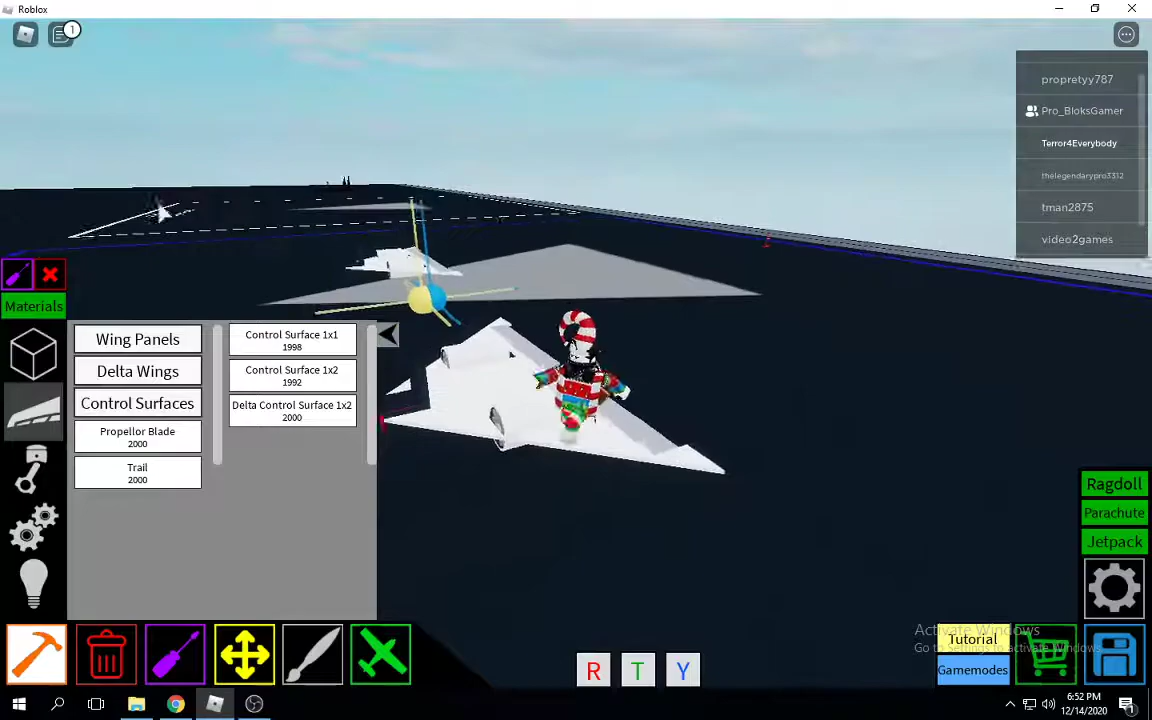 Roblox
1
propretyy787
Pro_BloksGamer
Terror4Everybody
thelegendarypro3312
tman2875
video2games
Materials
Wing Panels
Delta Wings
Control Surfaces
Propellor Blade
2000
Trail
2000
Control Surface 1x1
1998
Control Surface 1x2
1992
Delta Control Surface 1x2
2000
Ragdoll
Parachute
Jetpack
Activate Windows
Go to Settings to activate Windows.
Tutorial
Gamemodes
R T Y
6:52 PM
12/14/2020
1